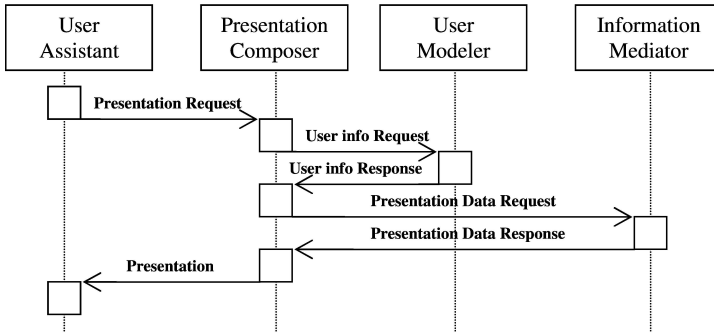 User
Assistant
Presentation
Composer
User
Modeler
Information
Mediator
Presentation Request
User info Request
User info Response
Presentation Data Request
Presentation Data Response
Presentation